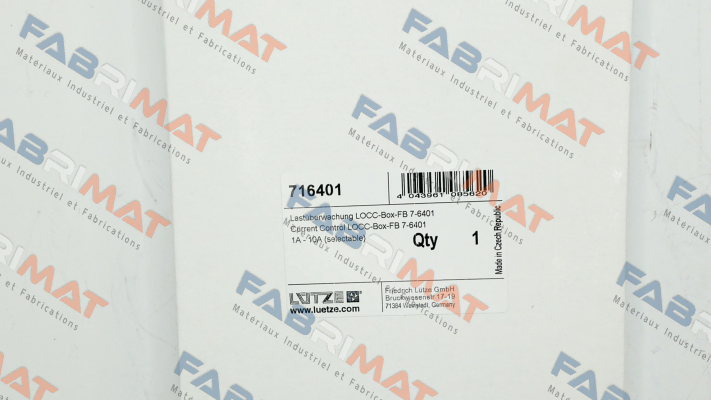 716401
4 043961 085620
Lastüberwachung LOCC-Box-FB 7-6401
Current Control LOCC-Box-FB 7-6401
1A - 10A (selectable)
Qty 1
Made in Czech Republic
LÜTZE
www.luetze.com
Friedrich Lütze GmbH
Bruckwiesenstr 17-19
71384 Weinstadt, Germany
FABRIMAT
Matériaux Industriel et Fabrications